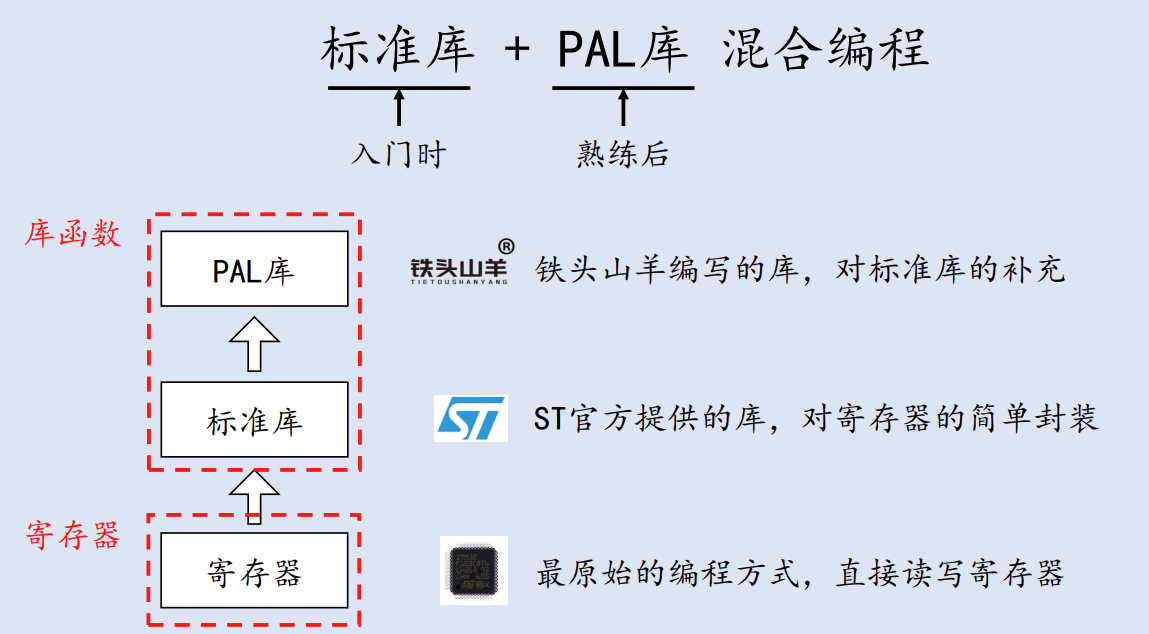 标准库 + PAL库 混合编程
入门时
熟练后
库函数
PAL库
铁头山羊®
TIETOUSHANYANG
铁头山羊编写的库，对标准库的补充
标准库
ST
ST官方提供的库，对寄存器的简单封装
寄存器
寄存器
STM32
最原始的编程方式，直接读写寄存器